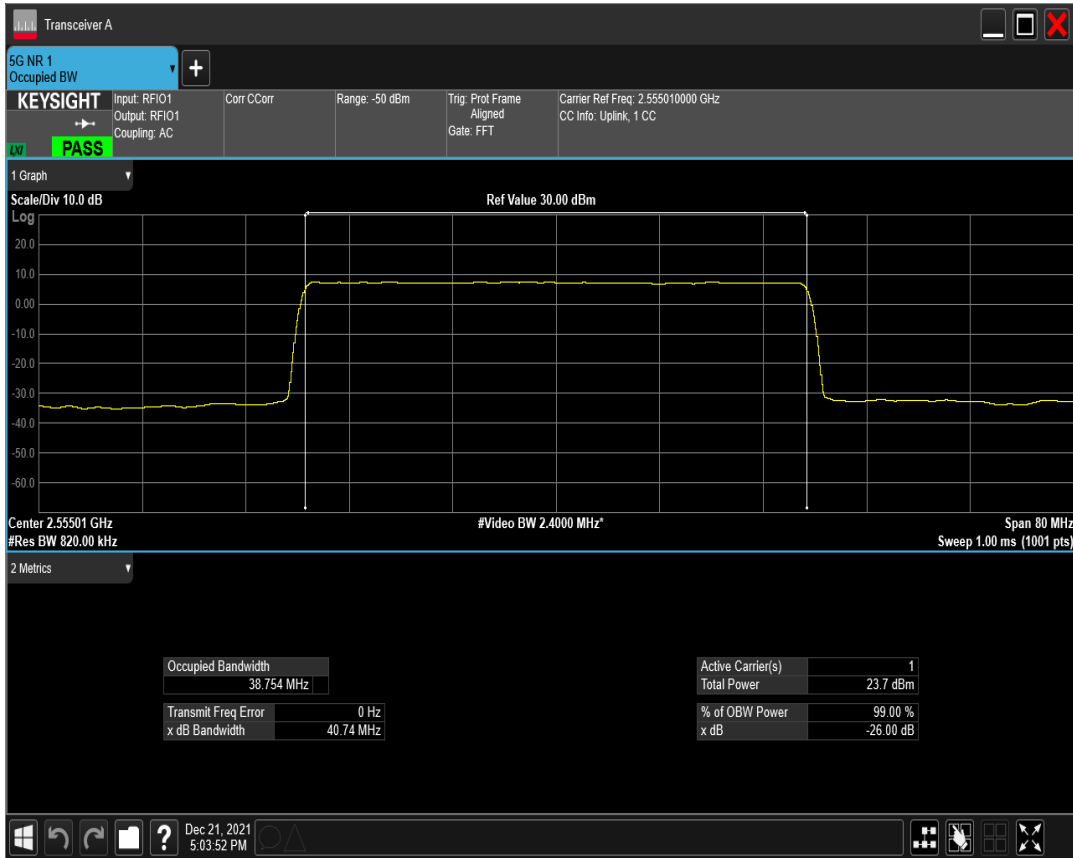 Transceiver A
5G NR 1
Occupied BW
KEYSIGHT
LXI
PASS
Input: RFIO1
Output: RFIO1
Coupling: AC
Corr CCorr
Range: -50 dBm
Trig: Prot Frame
Aligned
Gate: FFT
Carrier Ref Freq: 2.555010000 GHz
CC Info: Uplink, 1 CC
1 Graph
Scale/Div 10.0 dB
Ref Value 30.00 dBm
Log
20.0
10.0
0.00
-10.0
-20.0
-30.0
-40.0
-50.0
-60.0
Center 2.55501 GHz
#Video BW 2.4000 MHz*
Span 80 MHz
#Res BW 820.00 kHz
Sweep 1.00 ms (1001 pts)
2 Metrics
Occupied Bandwidth
38.754 MHz
Transmit Freq Error 0 Hz
x dB Bandwidth 40.74 MHz
Active Carrier(s) 1
Total Power 23.7 dBm
% of OBW Power 99.00 %
x dB -26.00 dB
?
Dec 21, 2021
5:03:52 PM